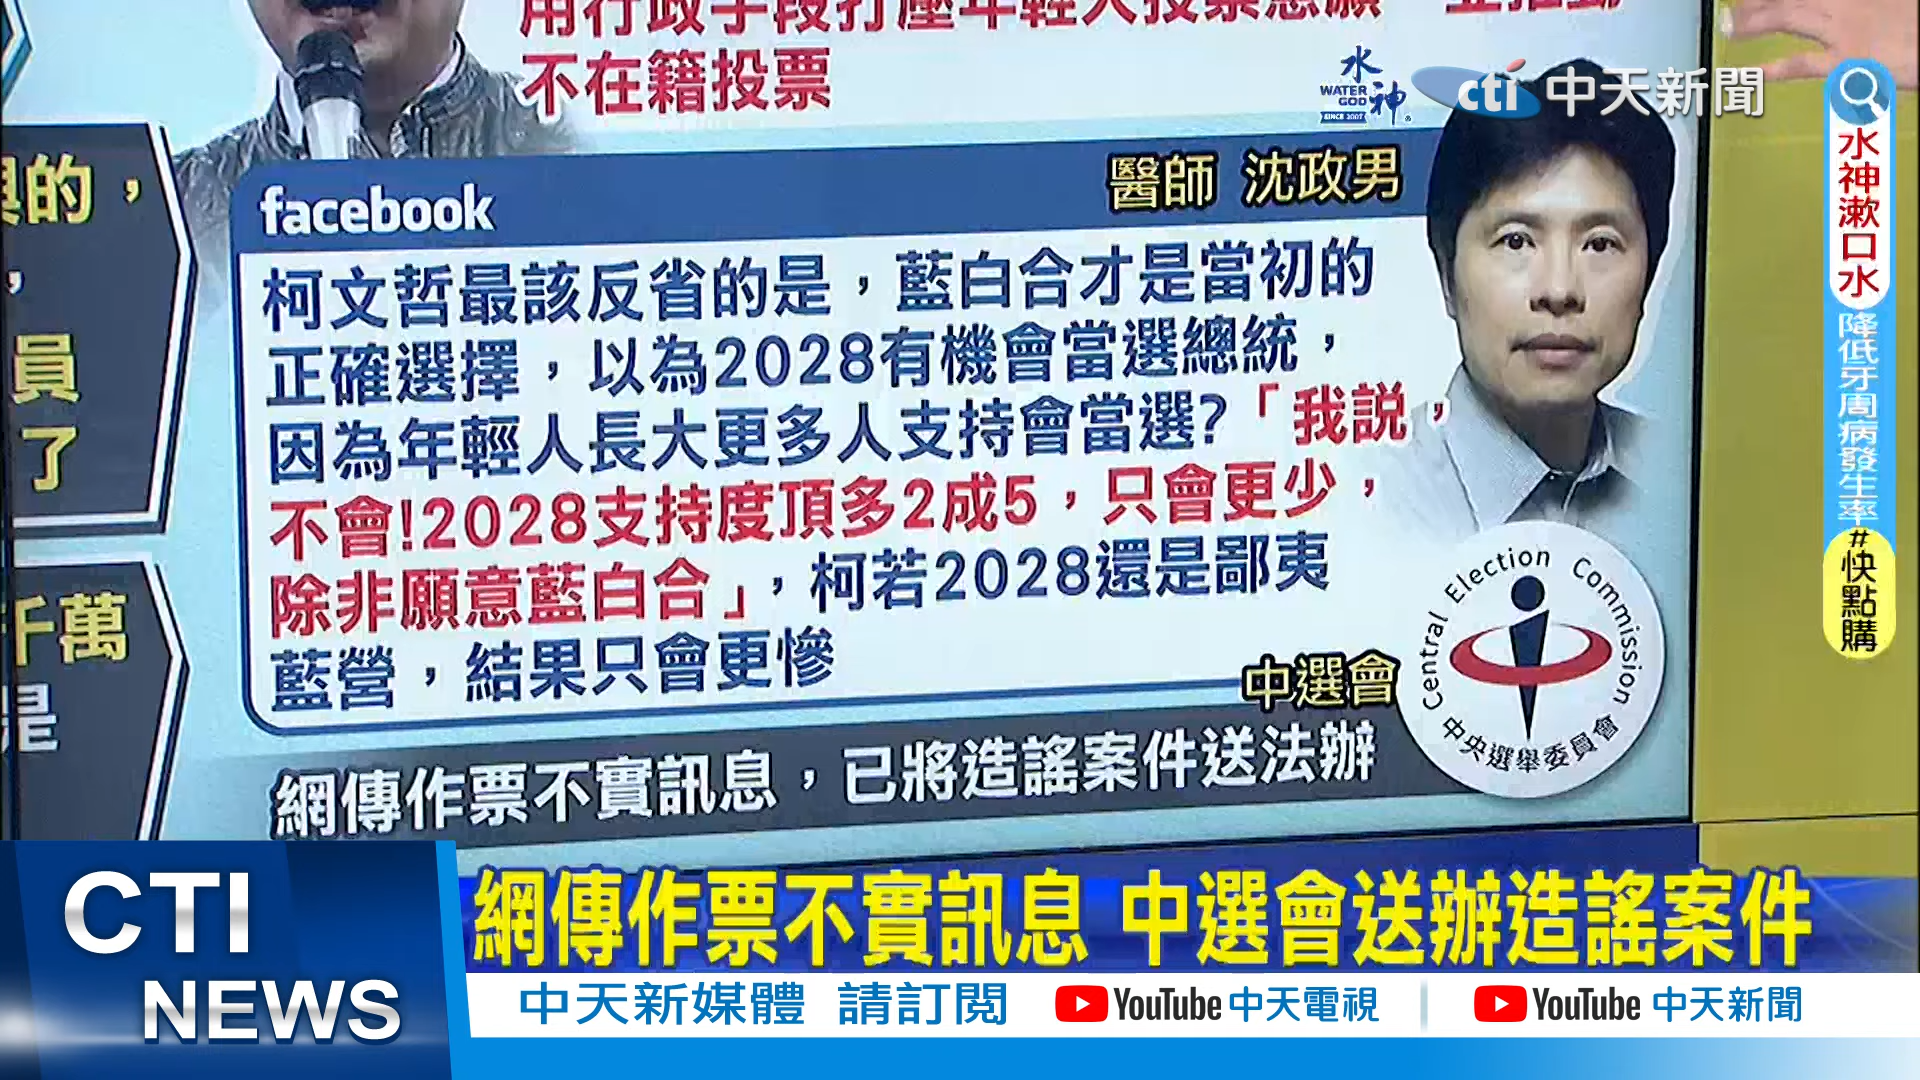 不在籍投票
水神
WATER GOD
SINCE 2007
cti 中天新聞
水神漱口水
降低牙周病發生率
#快點購
的，
員
了
千萬
是
facebook
醫師 沈政男
柯文哲最該反省的是，藍白合才是當初的
正確選擇，以為2028有機會當選總統，
因為年輕人長大更多人支持會當選?「我說，
不會!2028支持度頂多2成5，只會更少，
除非願意藍白合」，柯若2028還是鄙夷
藍營，結果只會更慘
中選會
Central Election Commission
中央選舉委員會
網傳作票不實訊息，已將造謠案件送法辦
CTI
NEWS
網傳作票不實訊息 中選會送辦造謠案件
中天新媒體 請訂閱 YouTube 中天電視 YouTube 中天新聞